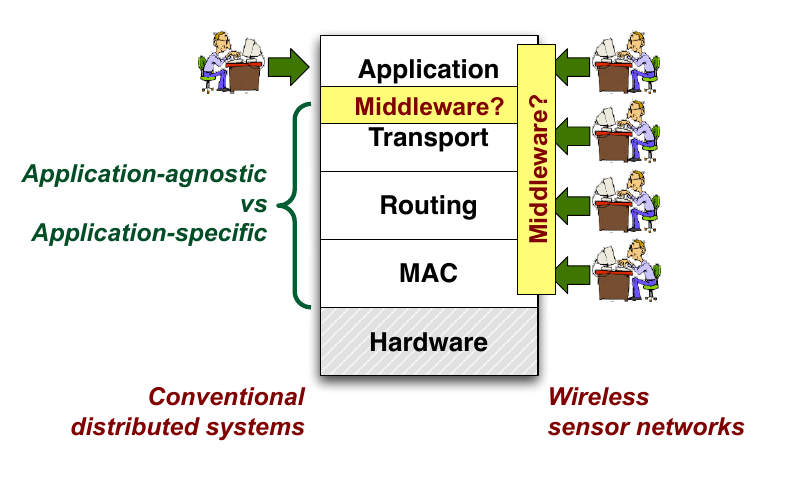 Application
Middleware?
Transport
Routing
MAC
Hardware
Middleware?
Application-agnostic
vs
Application-specific
Conventional
distributed systems
Wireless
sensor networks